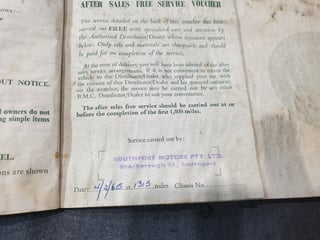 AFTER SALES FREE SERVICE VOUCHER
The service detailed on the back of this voucher has been
carried out FREE with specialised care and attention by
the Authorised Distributor/Dealer whose signature appears
below. Only oils and materials are chargeable and should
be paid for on completion of the service.
At the time of delivery you will have been advised of the after
sales service arrangements. If it is not convenient to return the
vehicle to the Distributor/Dealer who supplied you, with
the consent of that Distributor/Dealer and his
on the voucher, the service may be carried out by any other
B.M.C. Distributor/Dealer to suit your convenience.
The after sales free service should be carried out at or
before the completion of the first 1,000 miles.
Service carried out by:
SOUTHPORT MOTORS PTY. LTD.
Scarborough St., Southport
Date 4/2/65 at 1315 miles Chassis No.
OUT NOTICE.
d owners do not
ng simple items
EL.
ons are shown
ows:-